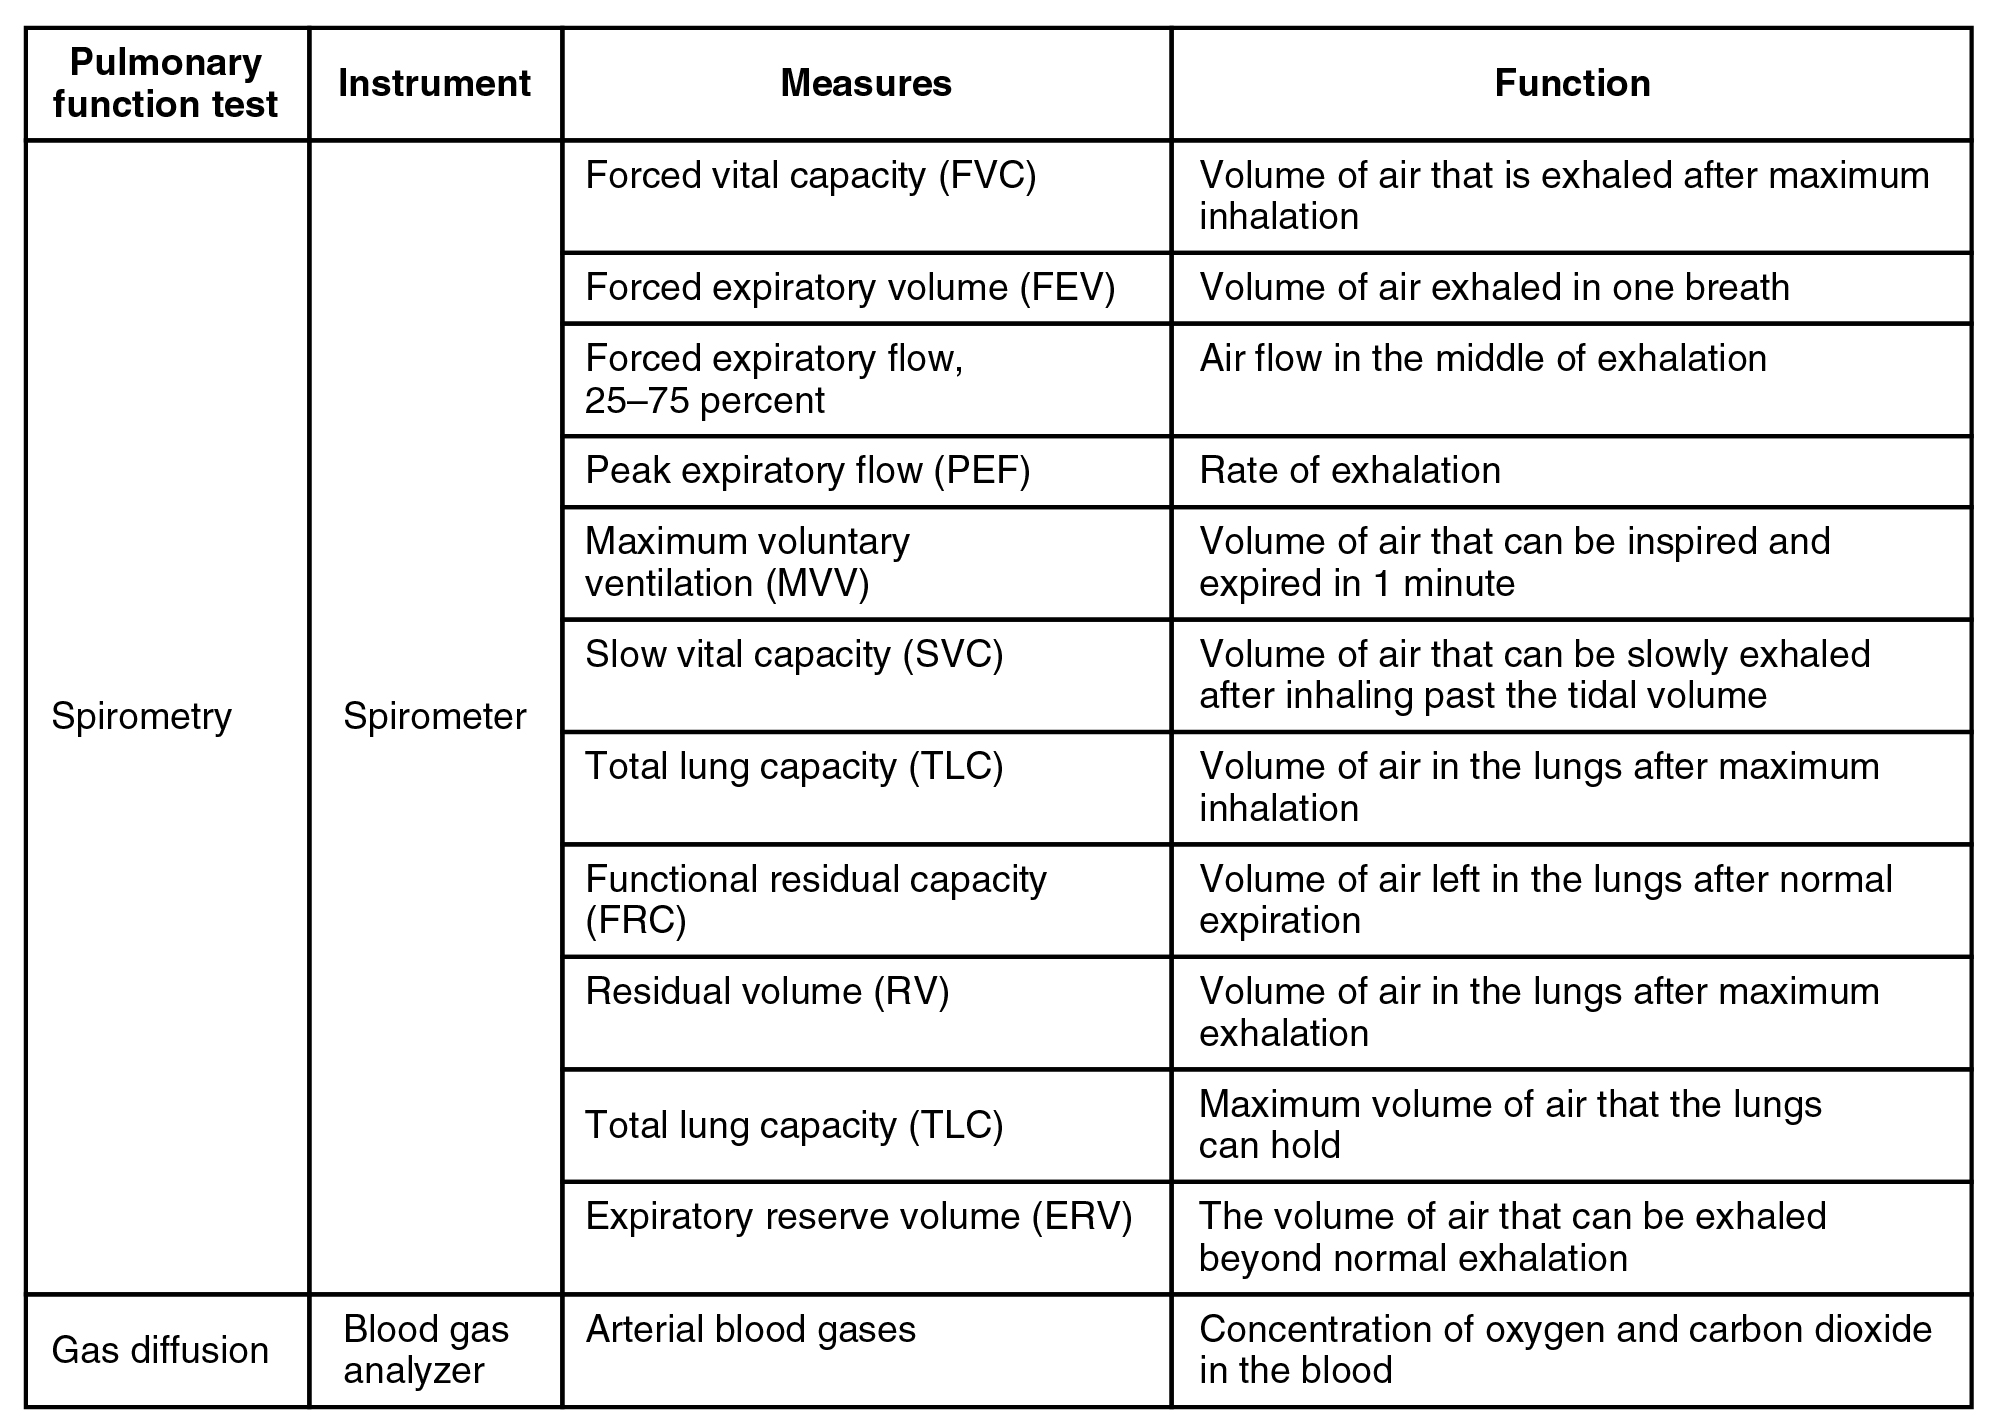 Pulmonary
function test
Instrument
Measures
Function
Spirometry
Spirometer
Forced vital capacity (FVC)
Volume of air that is exhaled after maximum
inhalation
Forced expiratory volume (FEV)
Volume of air exhaled in one breath
Forced expiratory flow,
25–75 percent
Air flow in the middle of exhalation
Peak expiratory flow (PEF)
Rate of exhalation
Maximum voluntary
ventilation (MVV)
Volume of air that can be inspired and
expired in 1 minute
Slow vital capacity (SVC)
Volume of air that can be slowly exhaled
after inhaling past the tidal volume
Total lung capacity (TLC)
Volume of air in the lungs after maximum
inhalation
Functional residual capacity
(FRC)
Volume of air left in the lungs after normal
expiration
Residual volume (RV)
Volume of air in the lungs after maximum
exhalation
Total lung capacity (TLC)
Maximum volume of air that the lungs
can hold
Expiratory reserve volume (ERV)
The volume of air that can be exhaled
beyond normal exhalation
Gas diffusion
Blood gas
analyzer
Arterial blood gases
Concentration of oxygen and carbon dioxide
in the blood